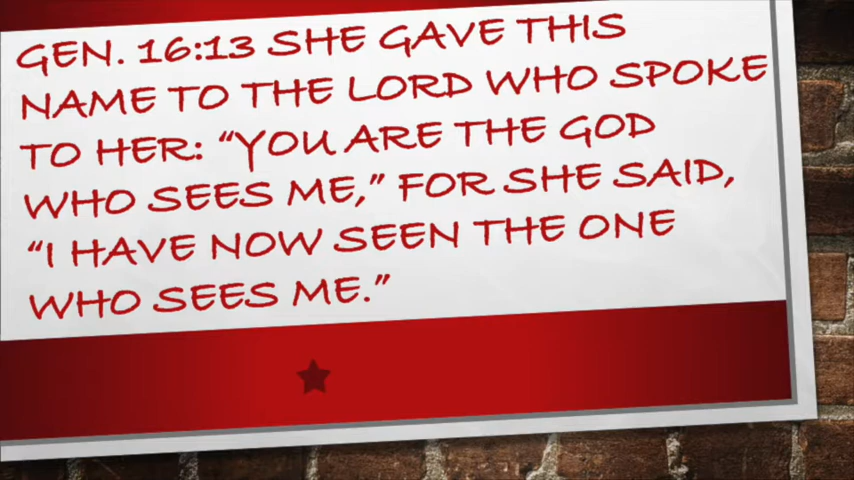 GEN. 16:13 SHE GAVE THIS
NAME TO THE LORD WHO SPOKE
TO HER: “YOU ARE THE GOD
WHO SEES ME,” FOR SHE SAID,
“I HAVE NOW SEEN THE ONE
WHO SEES ME.”